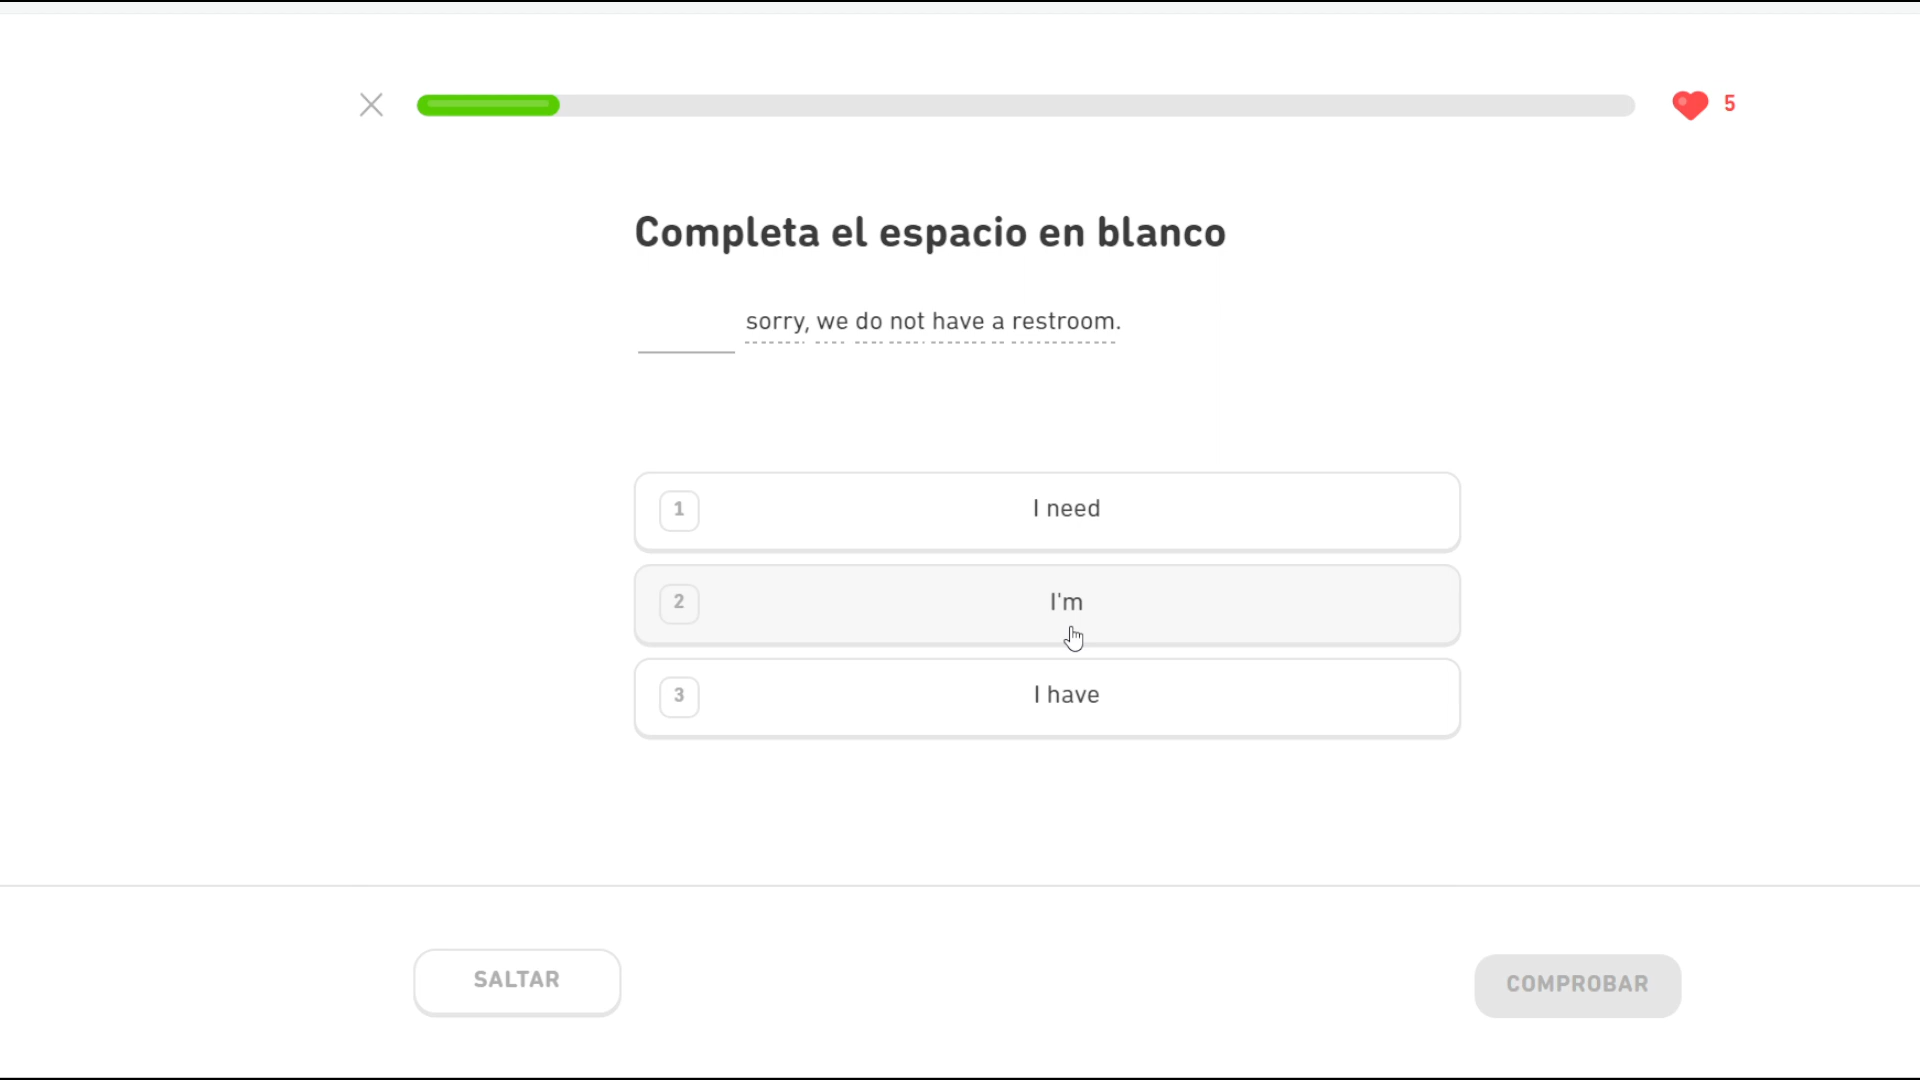 5
Completa el espacio en blanco
sorry, we do not have a restroom.
1 I need
2 I'm
3 I have
SALTAR
COMPROBAR